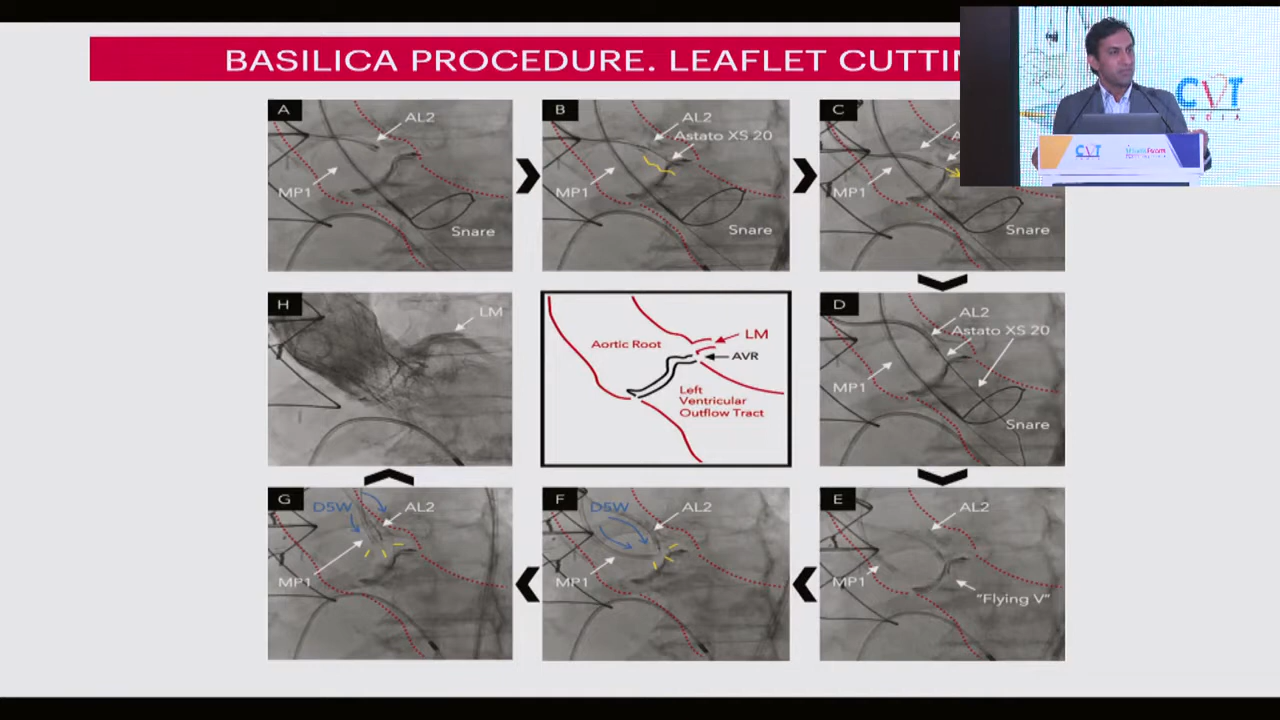 BASILICA PROCEDURE. LEAFLET CUTTIN
A
AL2
MP1
Snare
B
AL2
Astato XS 20
MP1
Snare
C
MP1
Snare
CVT
INDIA
CVT
H
LM
Aortic Root
LM
AVR
Left
Ventricular
Outflow Tract
D
AL2
Astato XS 20
MP1
Snare
G
D5W
AL2
MP1
F
D5W
AL2
MP1
E
AL2
MP1
"Flying V"